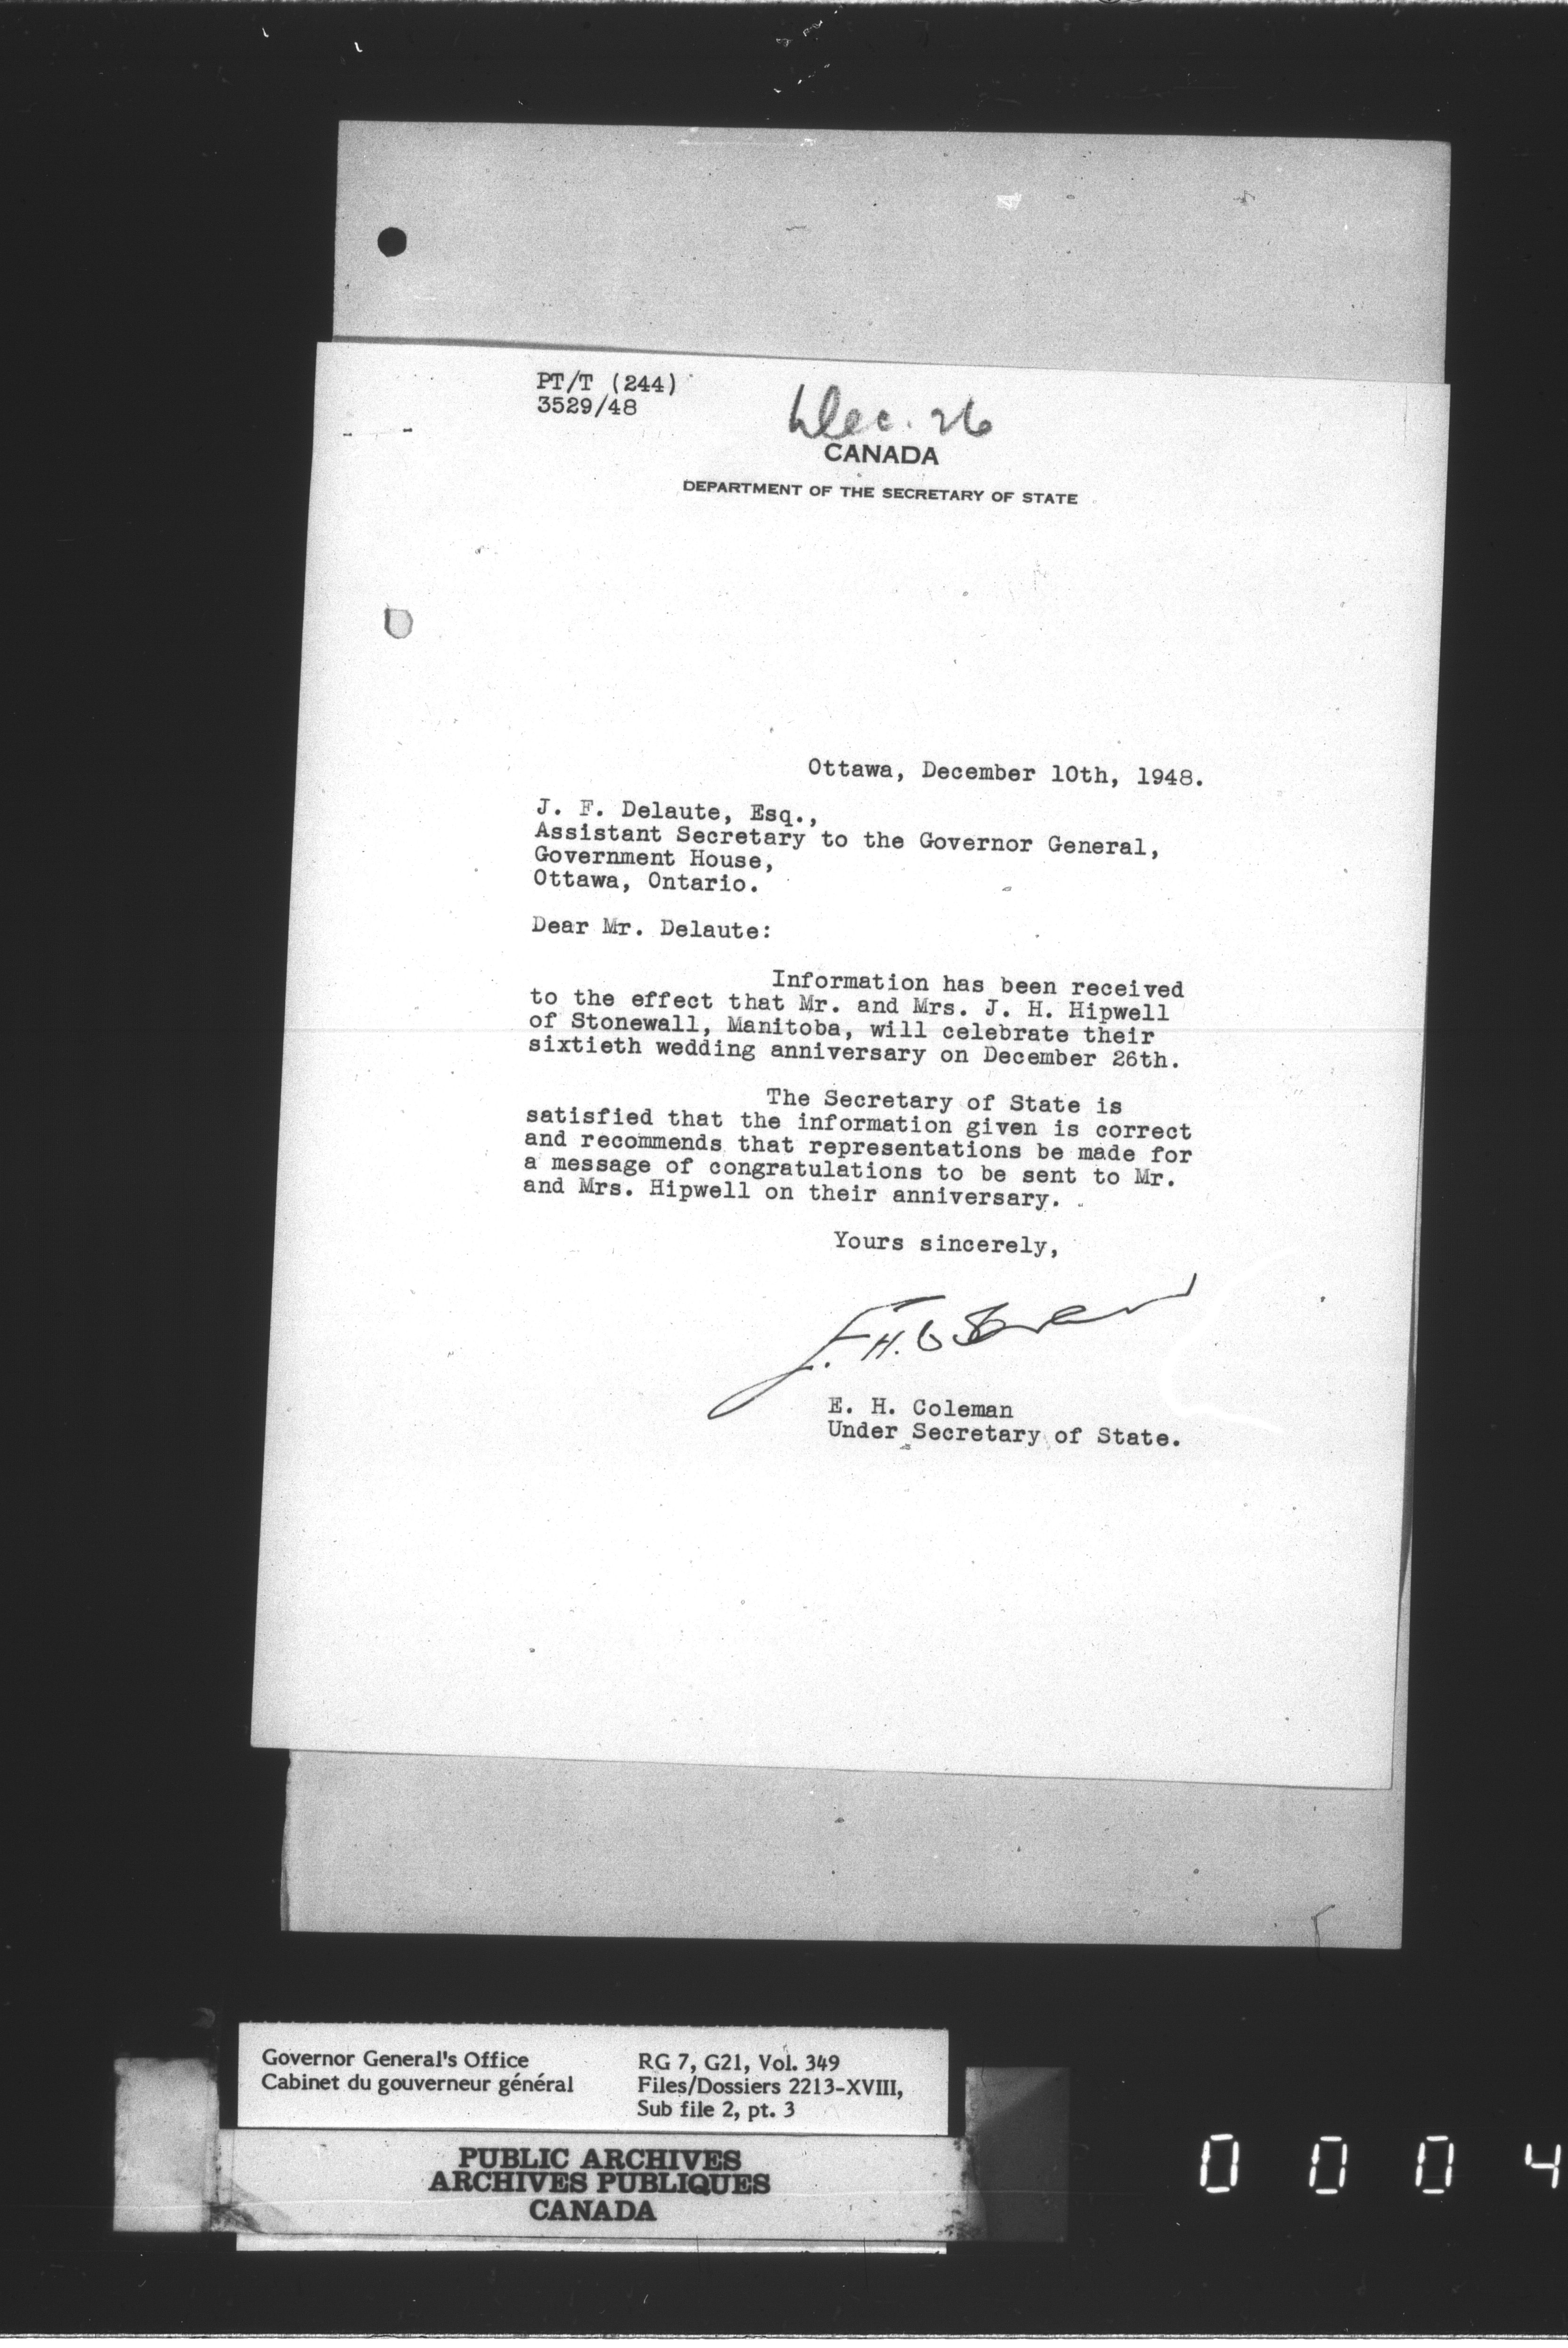 PT/T (244)
3529/48
Dec. 26
CANADA
DEPARTMENT OF THE SECRETARY OF STATE
Ottawa, December 10th, 1948.
J. F. Delaute, Esq.,
Assistant Secretary to the Governor General,
Government House,
Ottawa, Ontario.
Dear Mr. Delaute:
Information has been received
to the effect that Mr. and Mrs. J. H. Hipwell
of Stonewall, Manitoba, will celebrate their
sixtieth wedding anniversary on December 26th.
The Secretary of State is
satisfied that the information given is correct
and recommends that representations be made for
a message of congratulations to be sent to Mr.
and Mrs. Hipwell on their anniversary.
Yours sincerely,
E. H. Coleman
Under Secretary of State.
Governor General's Office
Cabinet du gouverneur général
RG 7, G21, Vol. 349
Files/Dossiers 2213-XVIII,
Sub file 2, pt. 3
PUBLIC ARCHIVES
ARCHIVES PUBLIQUES
CANADA
0 0 0 4